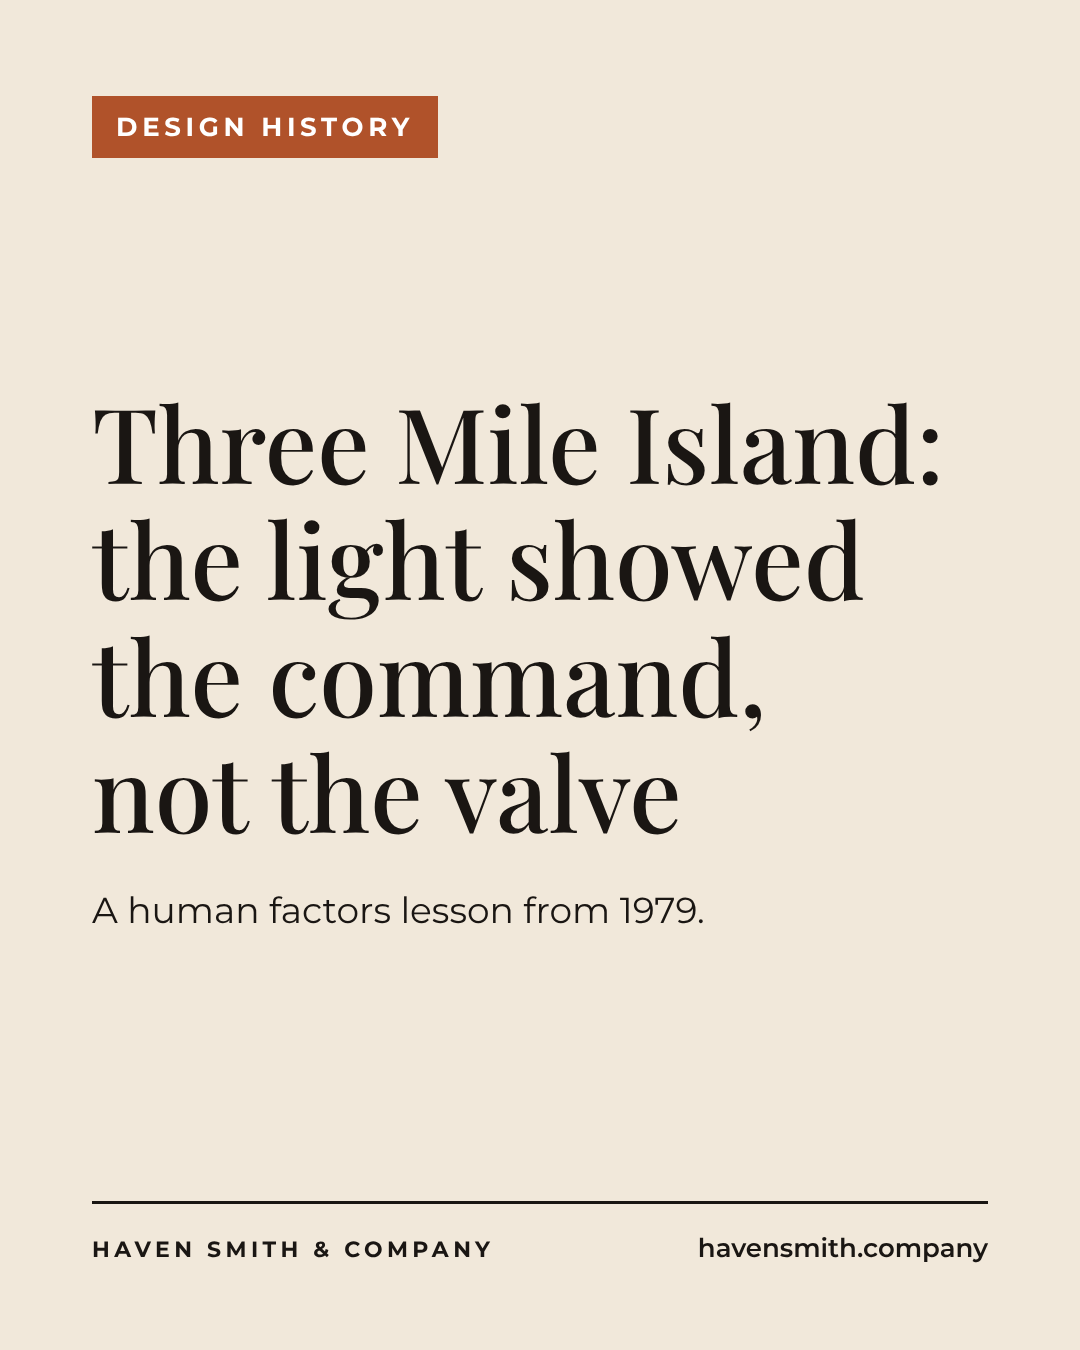 DESIGN HISTORY
Three Mile Island:
the light showed
the command,
not the valve
A human factors lesson from 1979.
HAVEN SMITH & COMPANY
havensmith.company